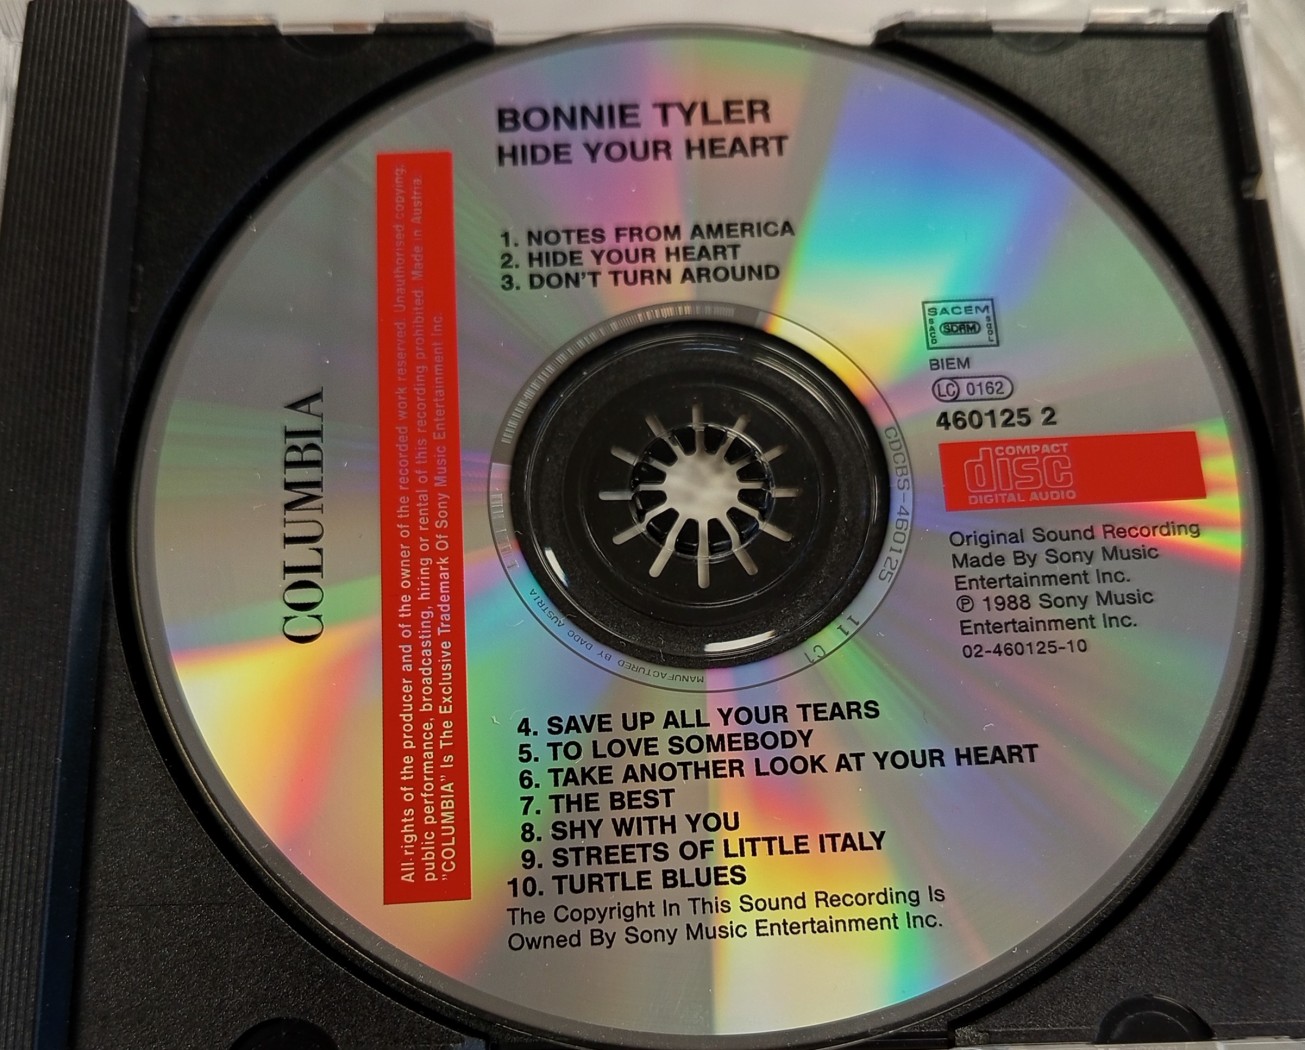 BONNIE TYLER
HIDE YOUR HEART
1. NOTES FROM AMERICA
2. HIDE YOUR HEART
3. DON'T TURN AROUND
COLUMBIA
All rights of the producer and of the owner of the recorded work reserved. Unauthorised copying,
public performance, broadcasting, hiring or rental of this recording prohibited. Made in Austria.
"COLUMBIA" Is The Exclusive Trademark Of Sony Music Entertainment Inc.
SACEM
SACD SDRM SGDL
BIEM
LC 0162
460125 2
COMPACT
disc
DIGITAL AUDIO
Original Sound Recording
Made By Sony Music
Entertainment Inc.
℗ 1988 Sony Music
Entertainment Inc.
02-460125-10
CDCBS-460125 11 C1
MANUFACTURED BY DADC AUSTRIA
4. SAVE UP ALL YOUR TEARS
5. TO LOVE SOMEBODY
6. TAKE ANOTHER LOOK AT YOUR HEART
7. THE BEST
8. SHY WITH YOU
9. STREETS OF LITTLE ITALY
10. TURTLE BLUES
The Copyright In This Sound Recording Is
Owned By Sony Music Entertainment Inc.